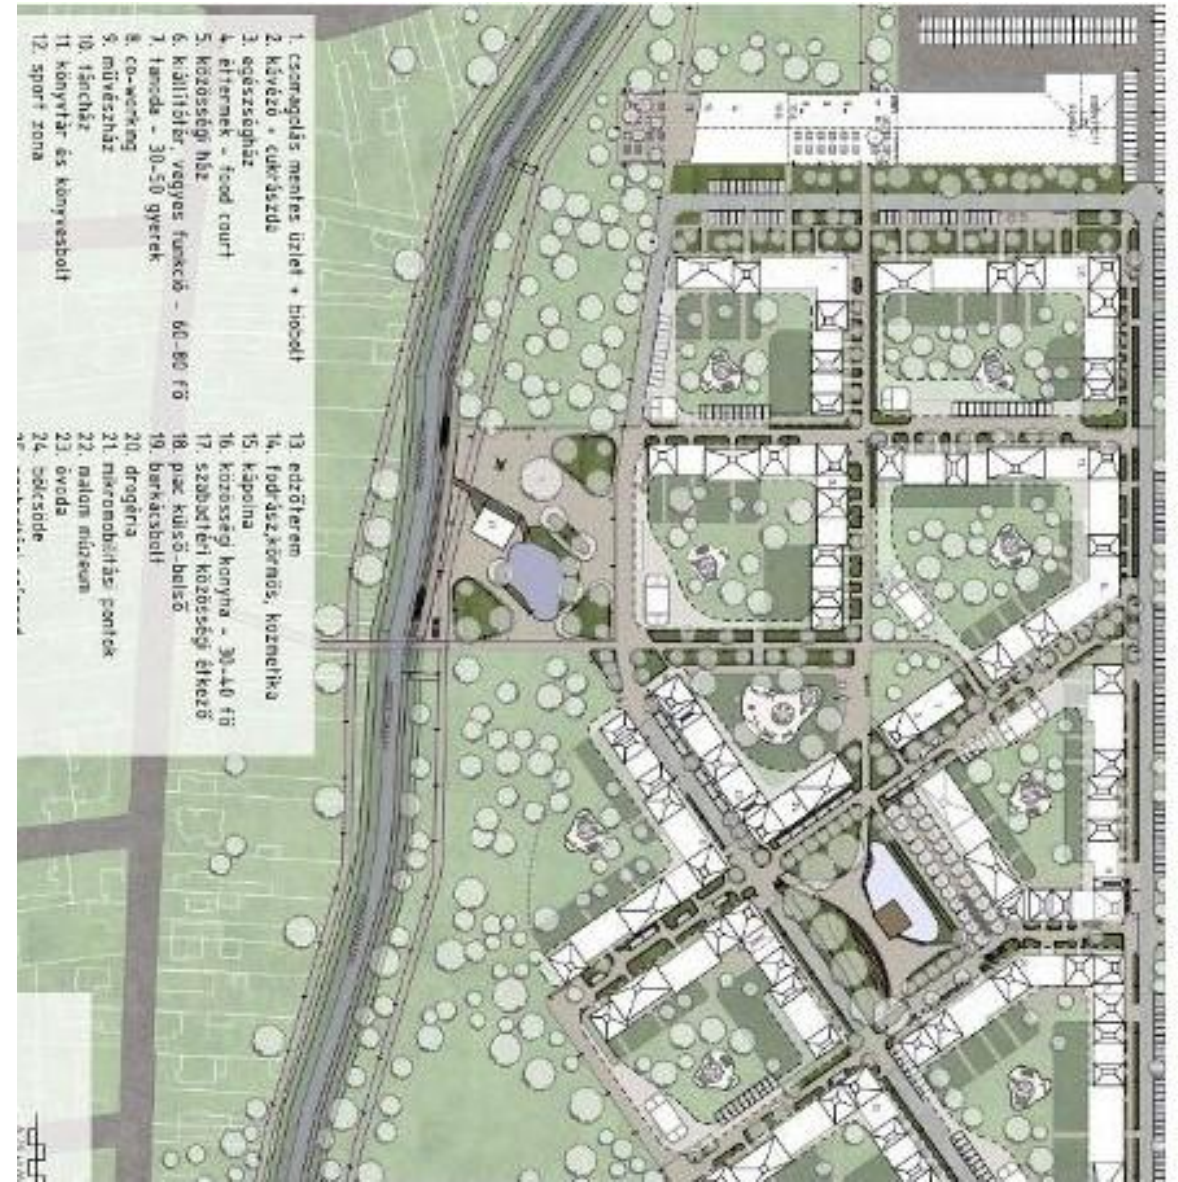 1. csomagolás mentes üzlet + biobolt
2. kávézó + cukrászda
3. egészségház
4. éttermek - food court
5. közösségi ház
6. kiállítótér, vegyes funkció - 60-80 fő
7. tanoda - 30-50 gyerek
8. co-working
9. művészház
10. táncház
11. könyvtár és könyvesbolt
12. sport zona
13. edzőterem
14. fodrász,körmös, kozmetika
15. kápolna
16. közösségi konyha - 30-40 fő
17. szabadtéri közösségi étkező
18. piac külső-belső
19. barkácsbolt
20. drogéria
21. mikromobilitási pontok
22. malom múzeum
23. óvoda
24. bölcsőde